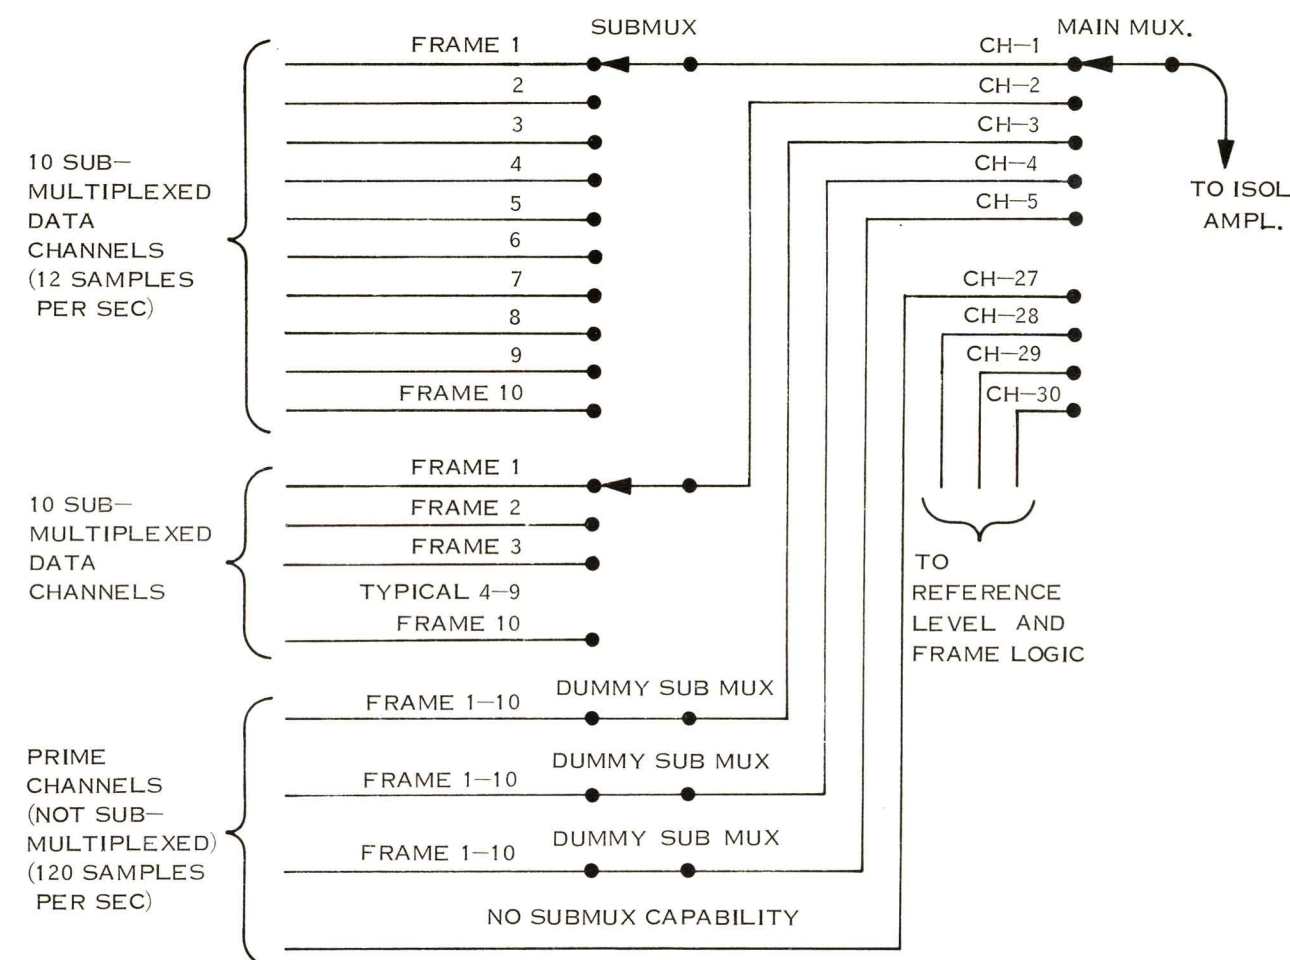 SUBMUX
MAIN MUX.
FRAME 1
CH-1
2
CH-2
3
CH-3
4
CH-4
5
CH-5
6
7
CH-27
8
CH-28
9
CH-29
FRAME 10
CH-30
10 SUB-
MULTIPLEXED
DATA
CHANNELS
(12 SAMPLES
PER SEC)
TO ISOL
AMPL.
FRAME 1
FRAME 2
FRAME 3
TYPICAL 4-9
FRAME 10
10 SUB-
MULTIPLEXED
DATA
CHANNELS
TO
REFERENCE
LEVEL AND
FRAME LOGIC
FRAME 1-10
DUMMY SUB MUX
FRAME 1-10
DUMMY SUB MUX
FRAME 1-10
DUMMY SUB MUX
NO SUBMUX CAPABILITY
PRIME
CHANNELS
(NOT SUB-
MULTIPLEXED)
(120 SAMPLES
PER SEC)